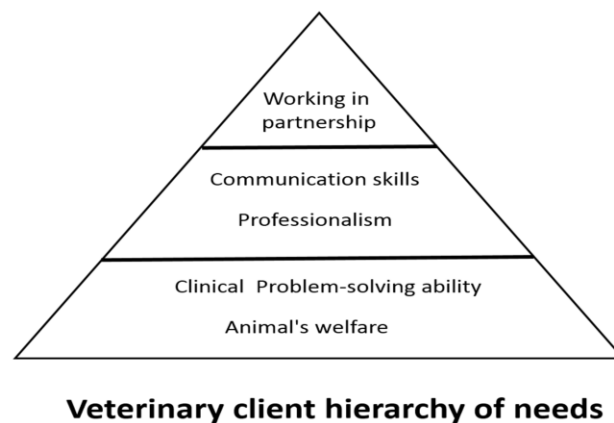 Working in
partnership
Communication skills
Professionalism
Clinical  Problem-solving ability
Animal's welfare
Veterinary client hierarchy of needs